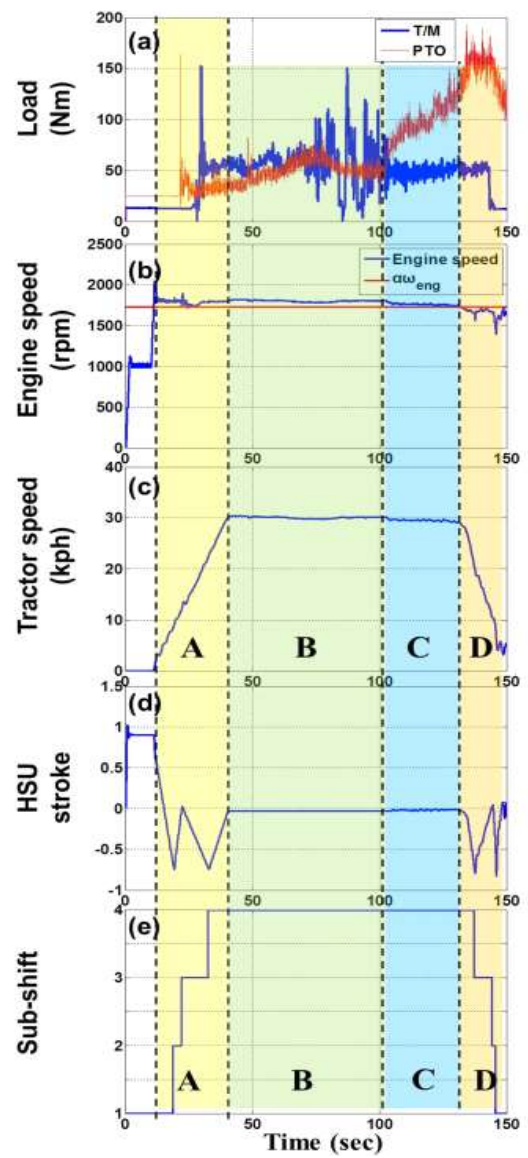 (a)
T/M
PTO
Load
(Nm)
200
150
100
50
0
0
50
100
150
(b)
Engine speed
αω_eng
Engine speed
(rpm)
2500
2000
1500
1000
500
0
0
50
100
150
(c)
Tractor speed
(kph)
40
30
20
10
0
0
50
100
150
A
B
C
D
(d)
HSU
stroke
1.5
1
0.5
0
-0.5
-1
0
50
100
150
(e)
Sub-shift
4
3
2
1
0
50
100
150
A
B
C
D
Time (sec)